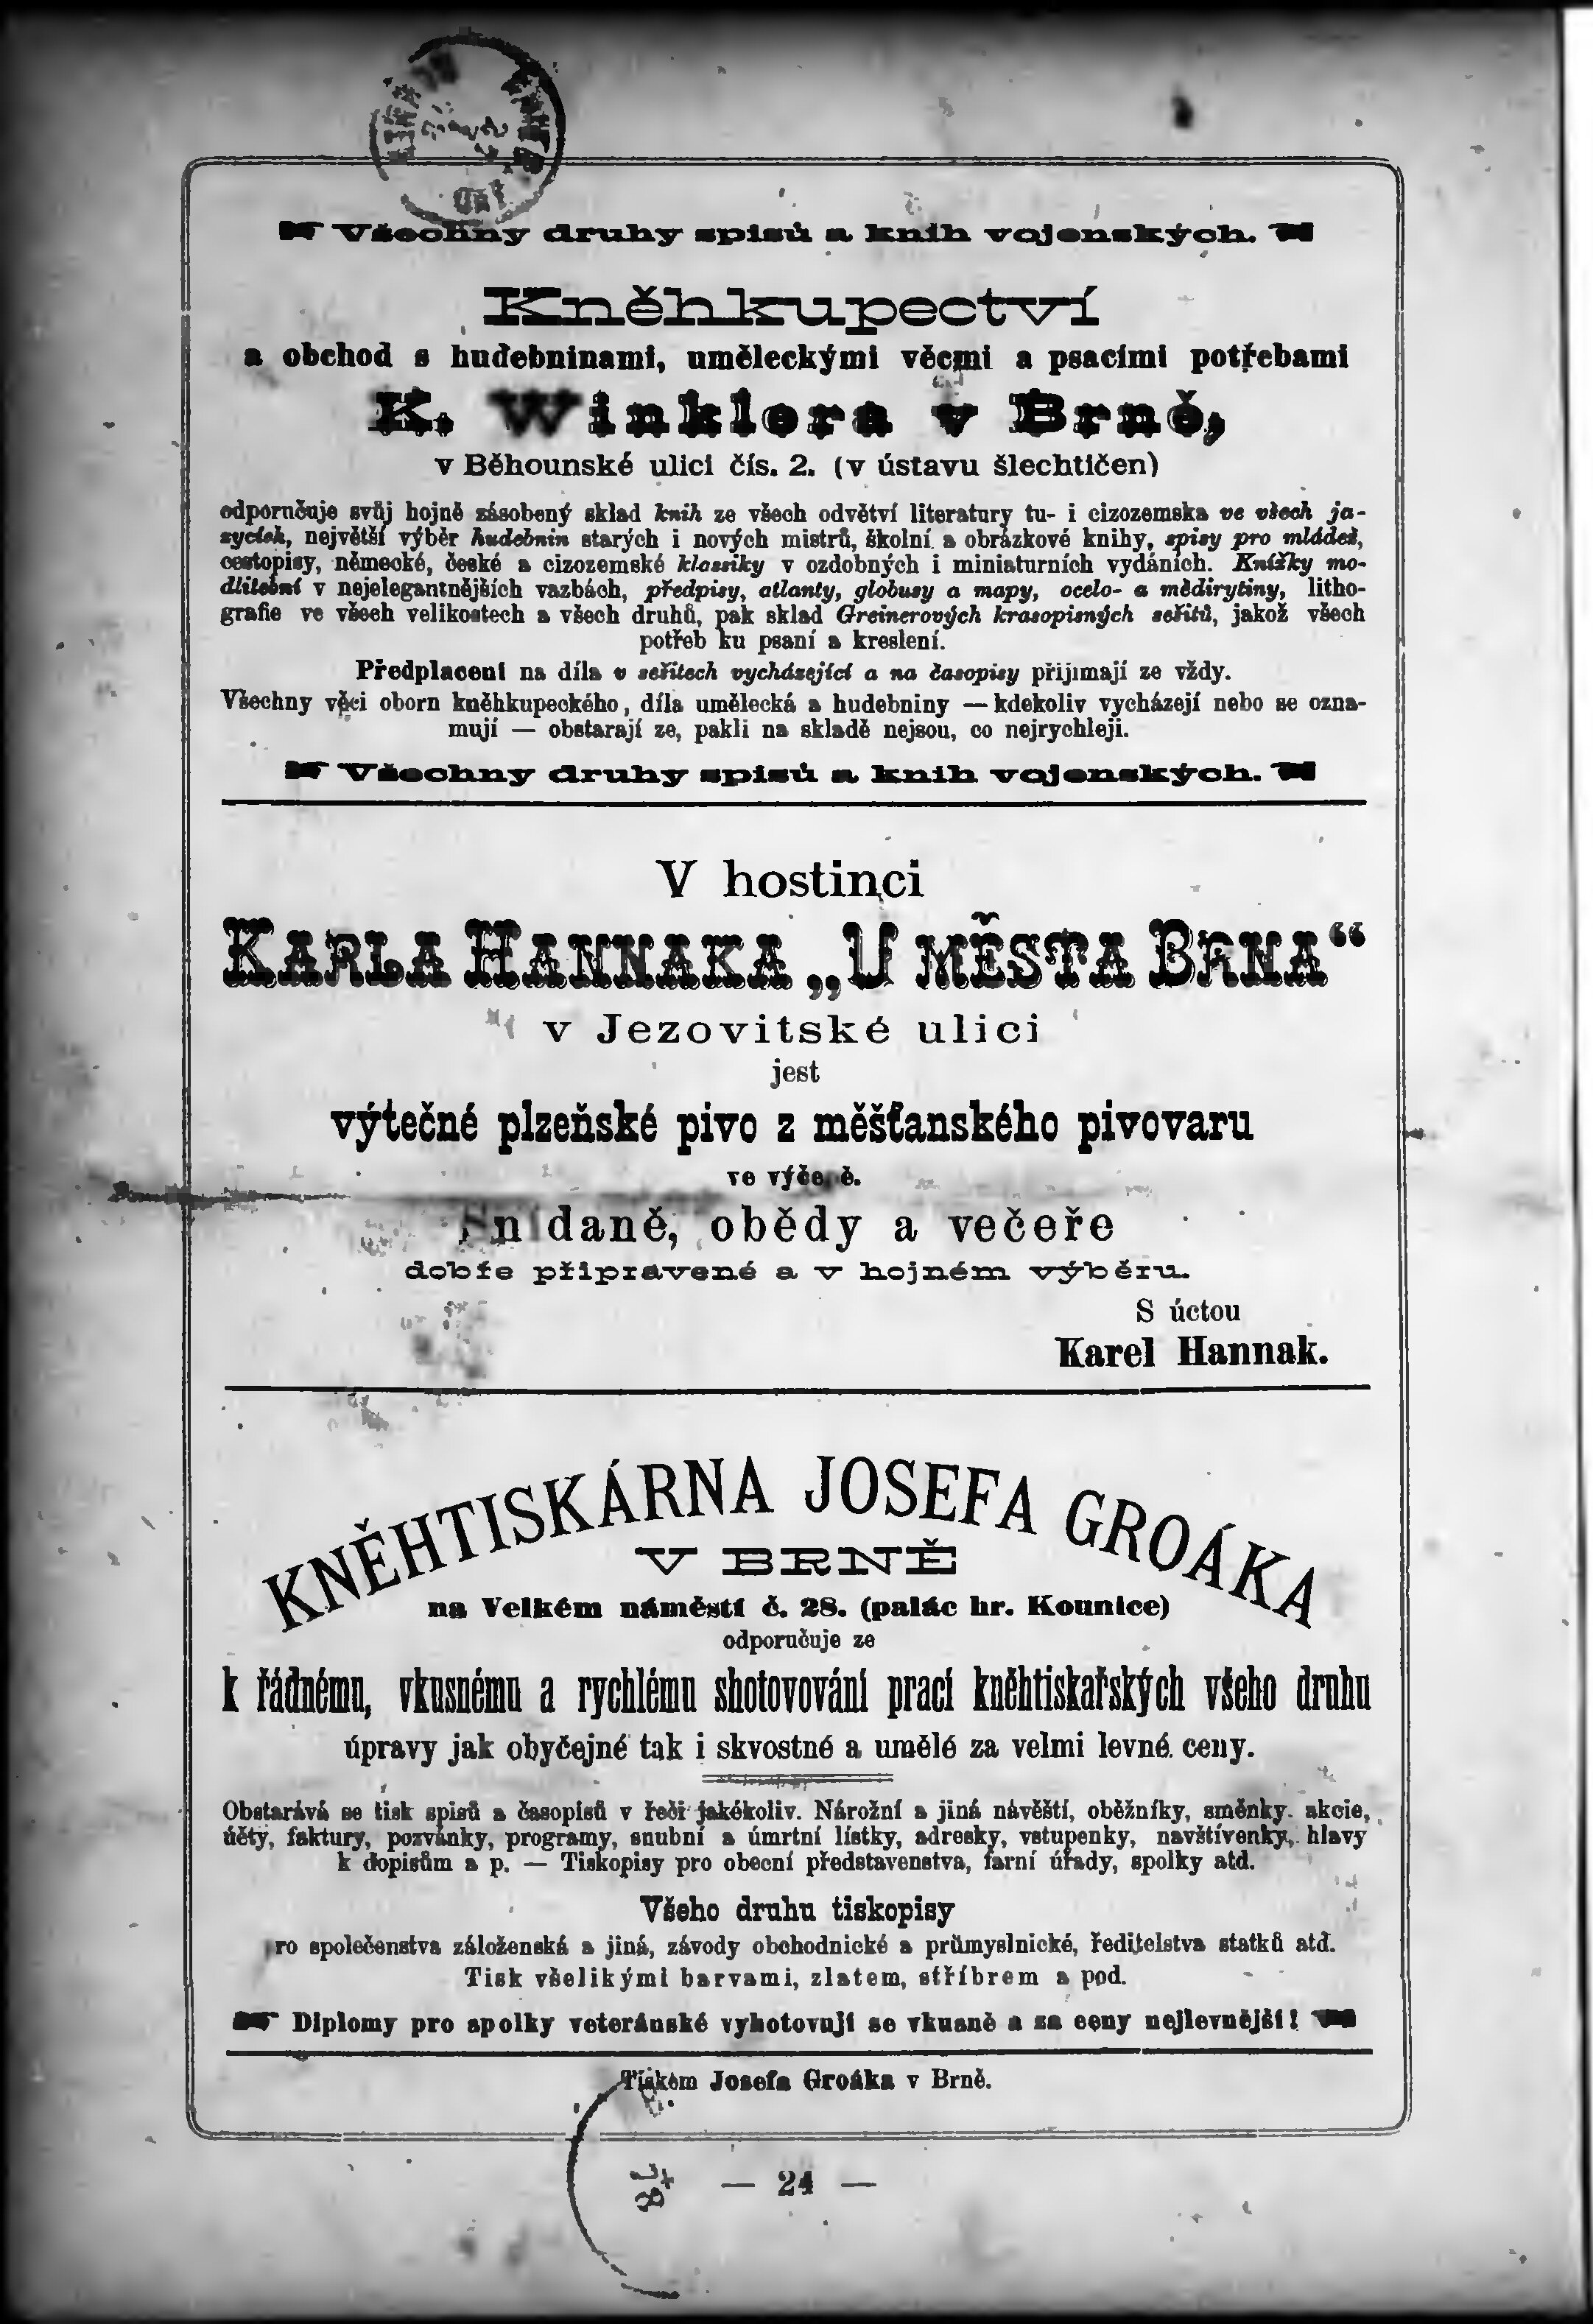 Všechny druhy spisů a knih vojenských.
Kněhkupectví
a obchod s hudebninami, uměleckými věcmi a psacími potřebami
K. Winklera v Brně,
v Běhounské ulici čís. 2. (v ústavu šlechtičen)
odporučuje svůj hojně zásobený sklad knih ze všech odvětví literatury tu- i cizozemska ve všech ja-
zycích, největší výběr hudebnin starých i nových mistrů, školní a obrázkové knihy, spisy pro mládež,
cestopisy, německé, české a cizozemské klassiky v ozdobných i miniaturních vydáních. Knížky mo-
dlitební v nejelegantnějších vazbách, předpisy, atlanty, globusy a mapy, ocelo- a mědirytiny, litho-
grafie ve všech velikostech a všech druhů, pak sklad Greinerových krasopisných sešitů, jakož všech
potřeb ku psaní a kreslení.
Předplacení na díla v sešitech vycházející a na časopisy přijímají ze vždy.
Všechny věci oborn kněhkupeckého, díla umělecká a hudebniny — kdekoliv vycházejí nebo se ozna-
mují — obstarají ze, pakli na skladě nejsou, co nejrychleji.
Všechny druhy spisů a knih vojenských.
V hostinci
KARLA HANNAKA „U MĚSTA BRNA“
v Jezovitské ulici
jest
výtečné plzeňské pivo z měšťanského pivovaru
ve výčepě.
Snídaně, obědy a večeře
dobře připravené a v hojném výběru.
S úctou
Karel Hannak.
KNĚHTISKÁRNA JOSEFA GROÁKA
V BRNĚ
na Velkém náměstí č. 28. (palác hr. Kounice)
odporučuje ze
k řádnému, vkusnému a rychlému shotovování prací kněhtiskařských všeho druhu
úpravy jak obyčejné tak i skvostné a umělé za velmi levné ceny.
Obstarává se tisk spisů a časopisů v řeči jakékoliv. Nárožní a jiná návěští, oběžníky, směnky, akcie,
účty, faktury, pozvánky, programy, snubní a úmrtní lístky, adresky, vstupenky, navštívenky, hlavy
k dopisům a p. — Tiskopisy pro obecní představenstva, farní úřady, spolky atd.
Všeho druhu tiskopisy
pro společenstva záloženská a jiná, závody obchodnické a průmyslnické, ředitelstva statků atd.
Tisk všelikými barvami, zlatem, stříbrem a pod.
Diplomy pro spolky veteránské vyhotovují se vkusně a za ceny nejlevnější!
Tiskem Josefa Groáka v Brně.
— 24 —